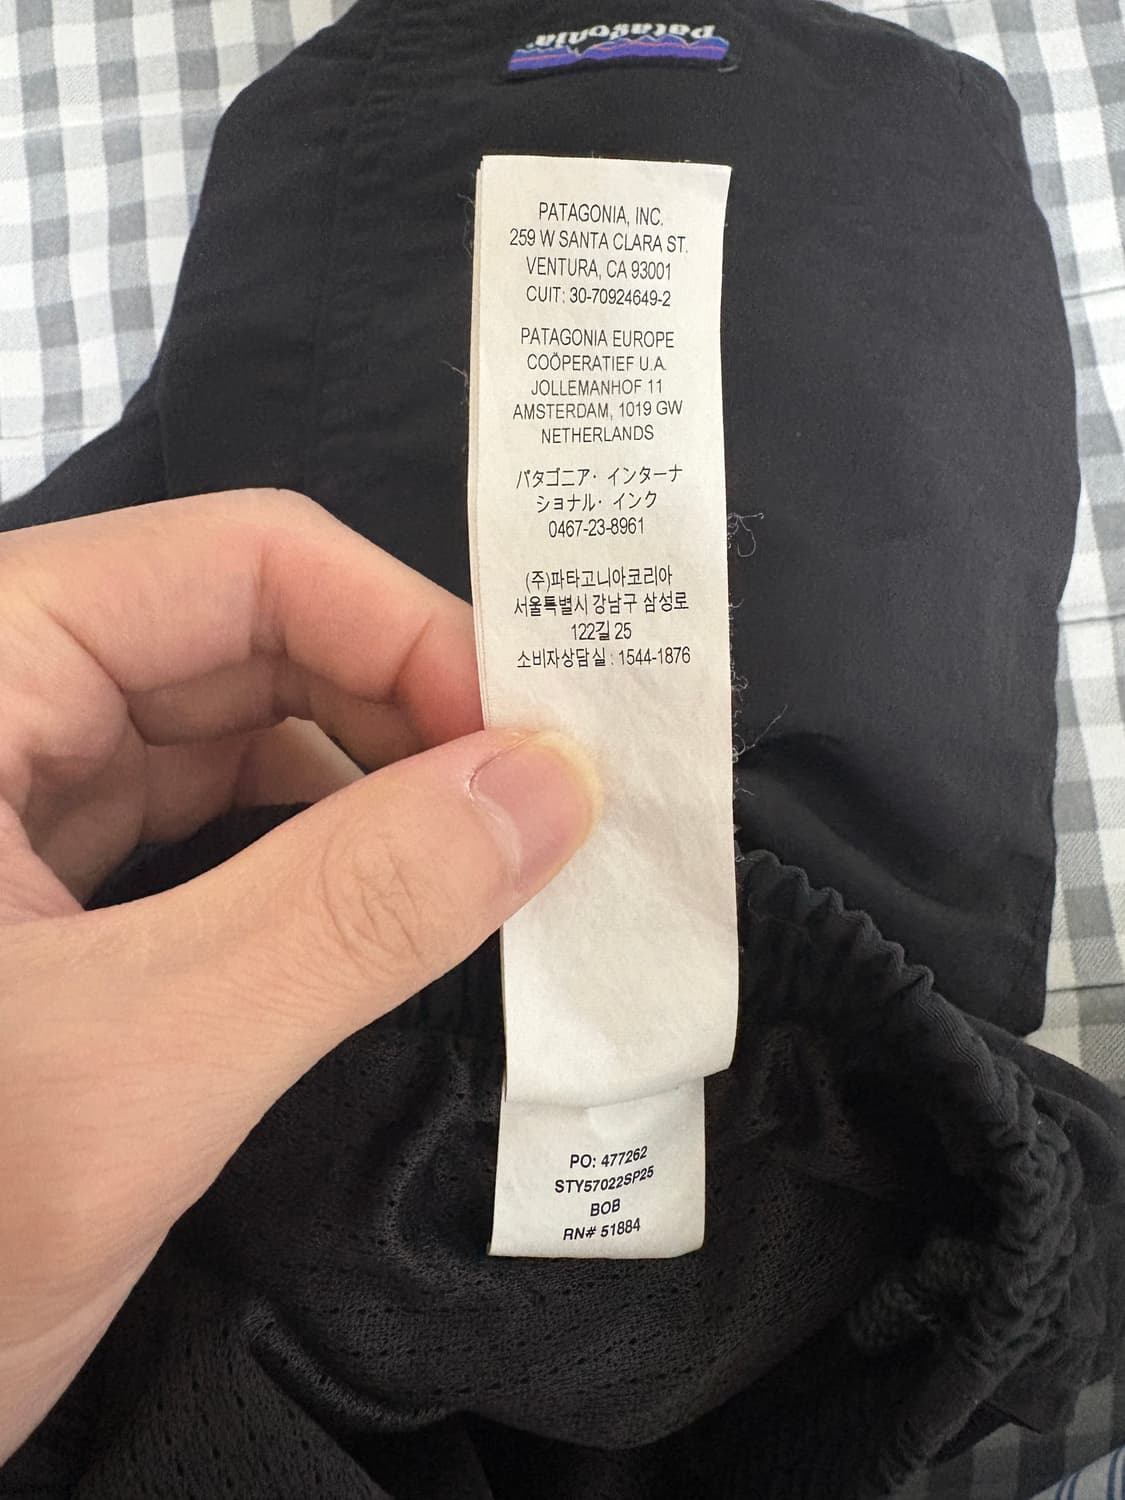 patagonia®
PATAGONIA, INC.
259 W SANTA CLARA ST.
VENTURA, CA 93001
CUIT: 30-70924649-2
PATAGONIA EUROPE
COÖPERATIEF U.A.
JOLLEMANHOF 11
AMSTERDAM, 1019 GW
NETHERLANDS
パタゴニア・インターナ
ショナル・インク
0467-23-8961
(주)파타고니아코리아
서울특별시 강남구 삼성로
122길 25
소비자상담실 : 1544-1876
PO: 477262
STY57022SP25
BOB
RN# 51884